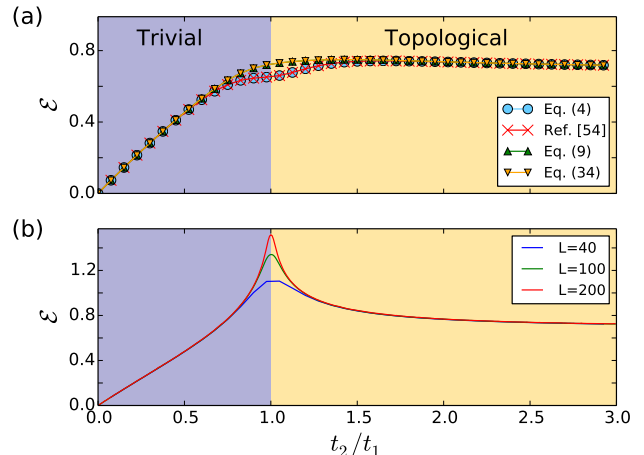 (a)
Trivial
Topological
0.8
0.4
0.0
ℰ
Eq. (4)
Ref. [54]
Eq. (9)
Eq. (34)
(b)
1.2
0.8
0.4
0.0
ℰ
L=40
L=100
L=200
0.0 0.5 1.0 1.5 2.0 2.5 3.0
t₂/t₁